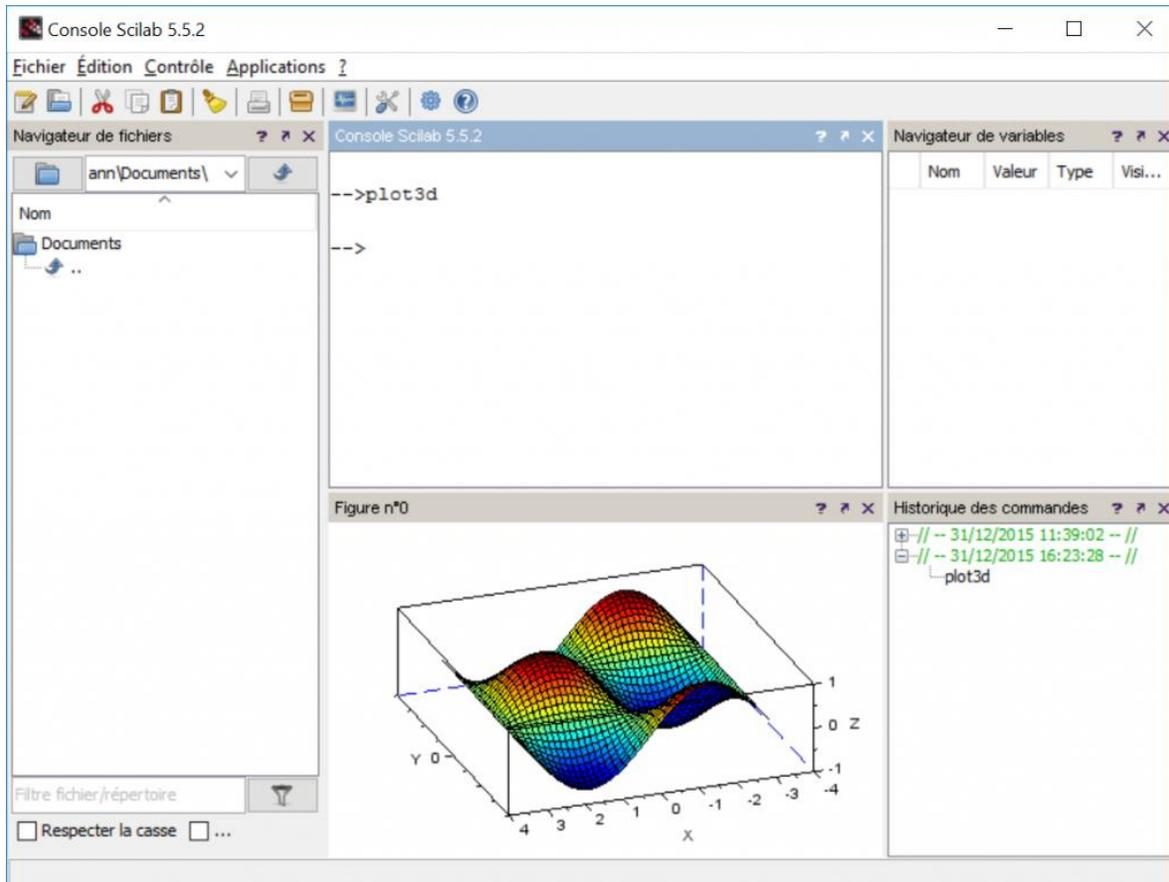 Console Scilab 5.5.2
Fichier Édition Contrôle Applications ?
Navigateur de fichiers
ann\Documents\
Nom
Documents
..
Filtre fichier/répertoire
Respecter la casse ...
Console Scilab 5.5.2
-->plot3d
-->
Figure n°0
1
0 Z
-1
Y 0
4 3 2 1 0 -1 -2 -3 -4
X
Navigateur de variables
Nom Valeur Type Visi...
Historique des commandes
// -- 31/12/2015 11:39:02 -- //
// -- 31/12/2015 16:23:28 -- //
plot3d